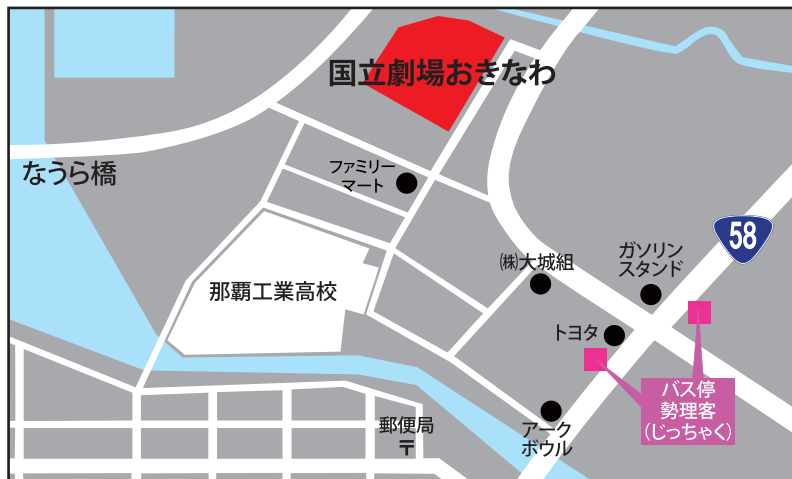 国立劇場おきなわ
なうら橋
ファミリー
マート
58
ガソリン
スタンド
㈱大城組
那覇工業高校
トヨタ
バス停
勢理客
(じっちゃく)
アーク
ボウル
郵便局
〒